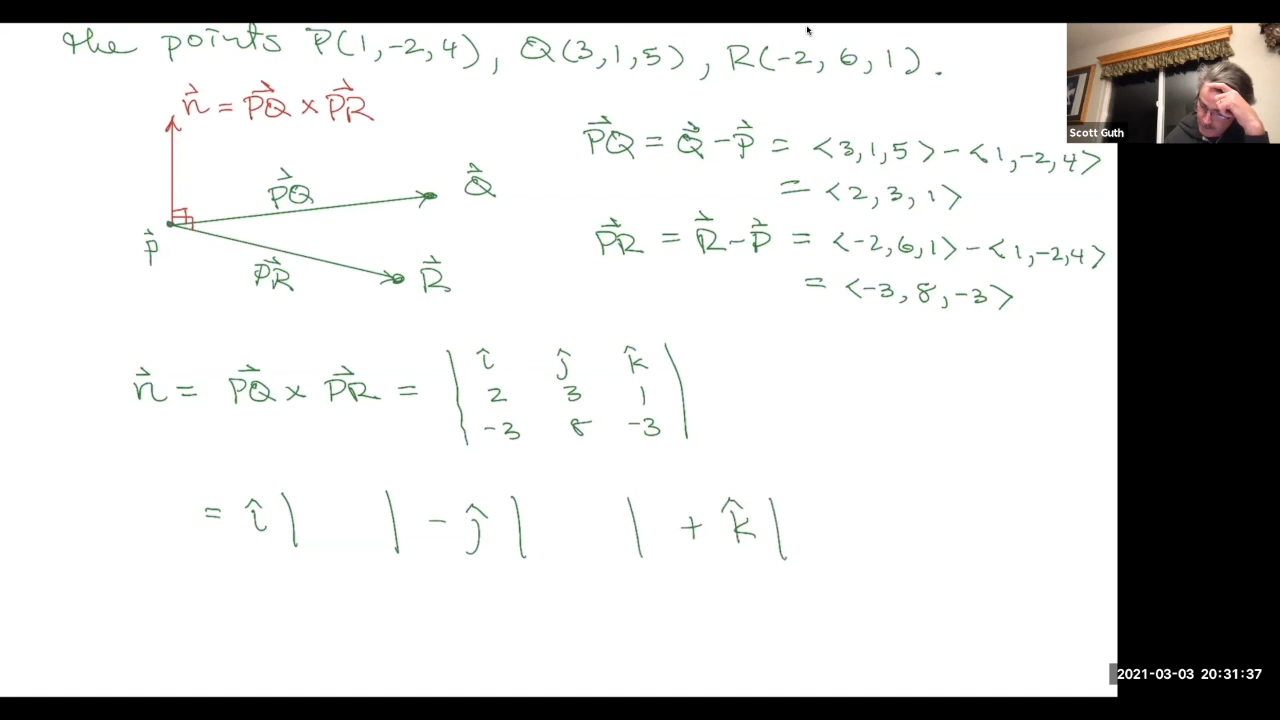 the points P(1,-2,4), Q(3,1,5), R(-2,6,1).
n⃗ = PQ⃗ × PR⃗
PQ⃗
Q⃗
P⃗
PR⃗
R⃗
PQ⃗ = Q⃗ - P⃗ = <3,1,5> - <1,-2,4>
= <2,3,1>
PR⃗ = R⃗ - P⃗ = <-2,6,1> - <1,-2,4>
= <-3,8,-3>
n⃗ = PQ⃗ × PR⃗ = | î ĵ k̂ |
2 3 1
-3 8 -3
= î | | - ĵ | | + k̂ |
Scott Guth
2021-03-03 20:31:37